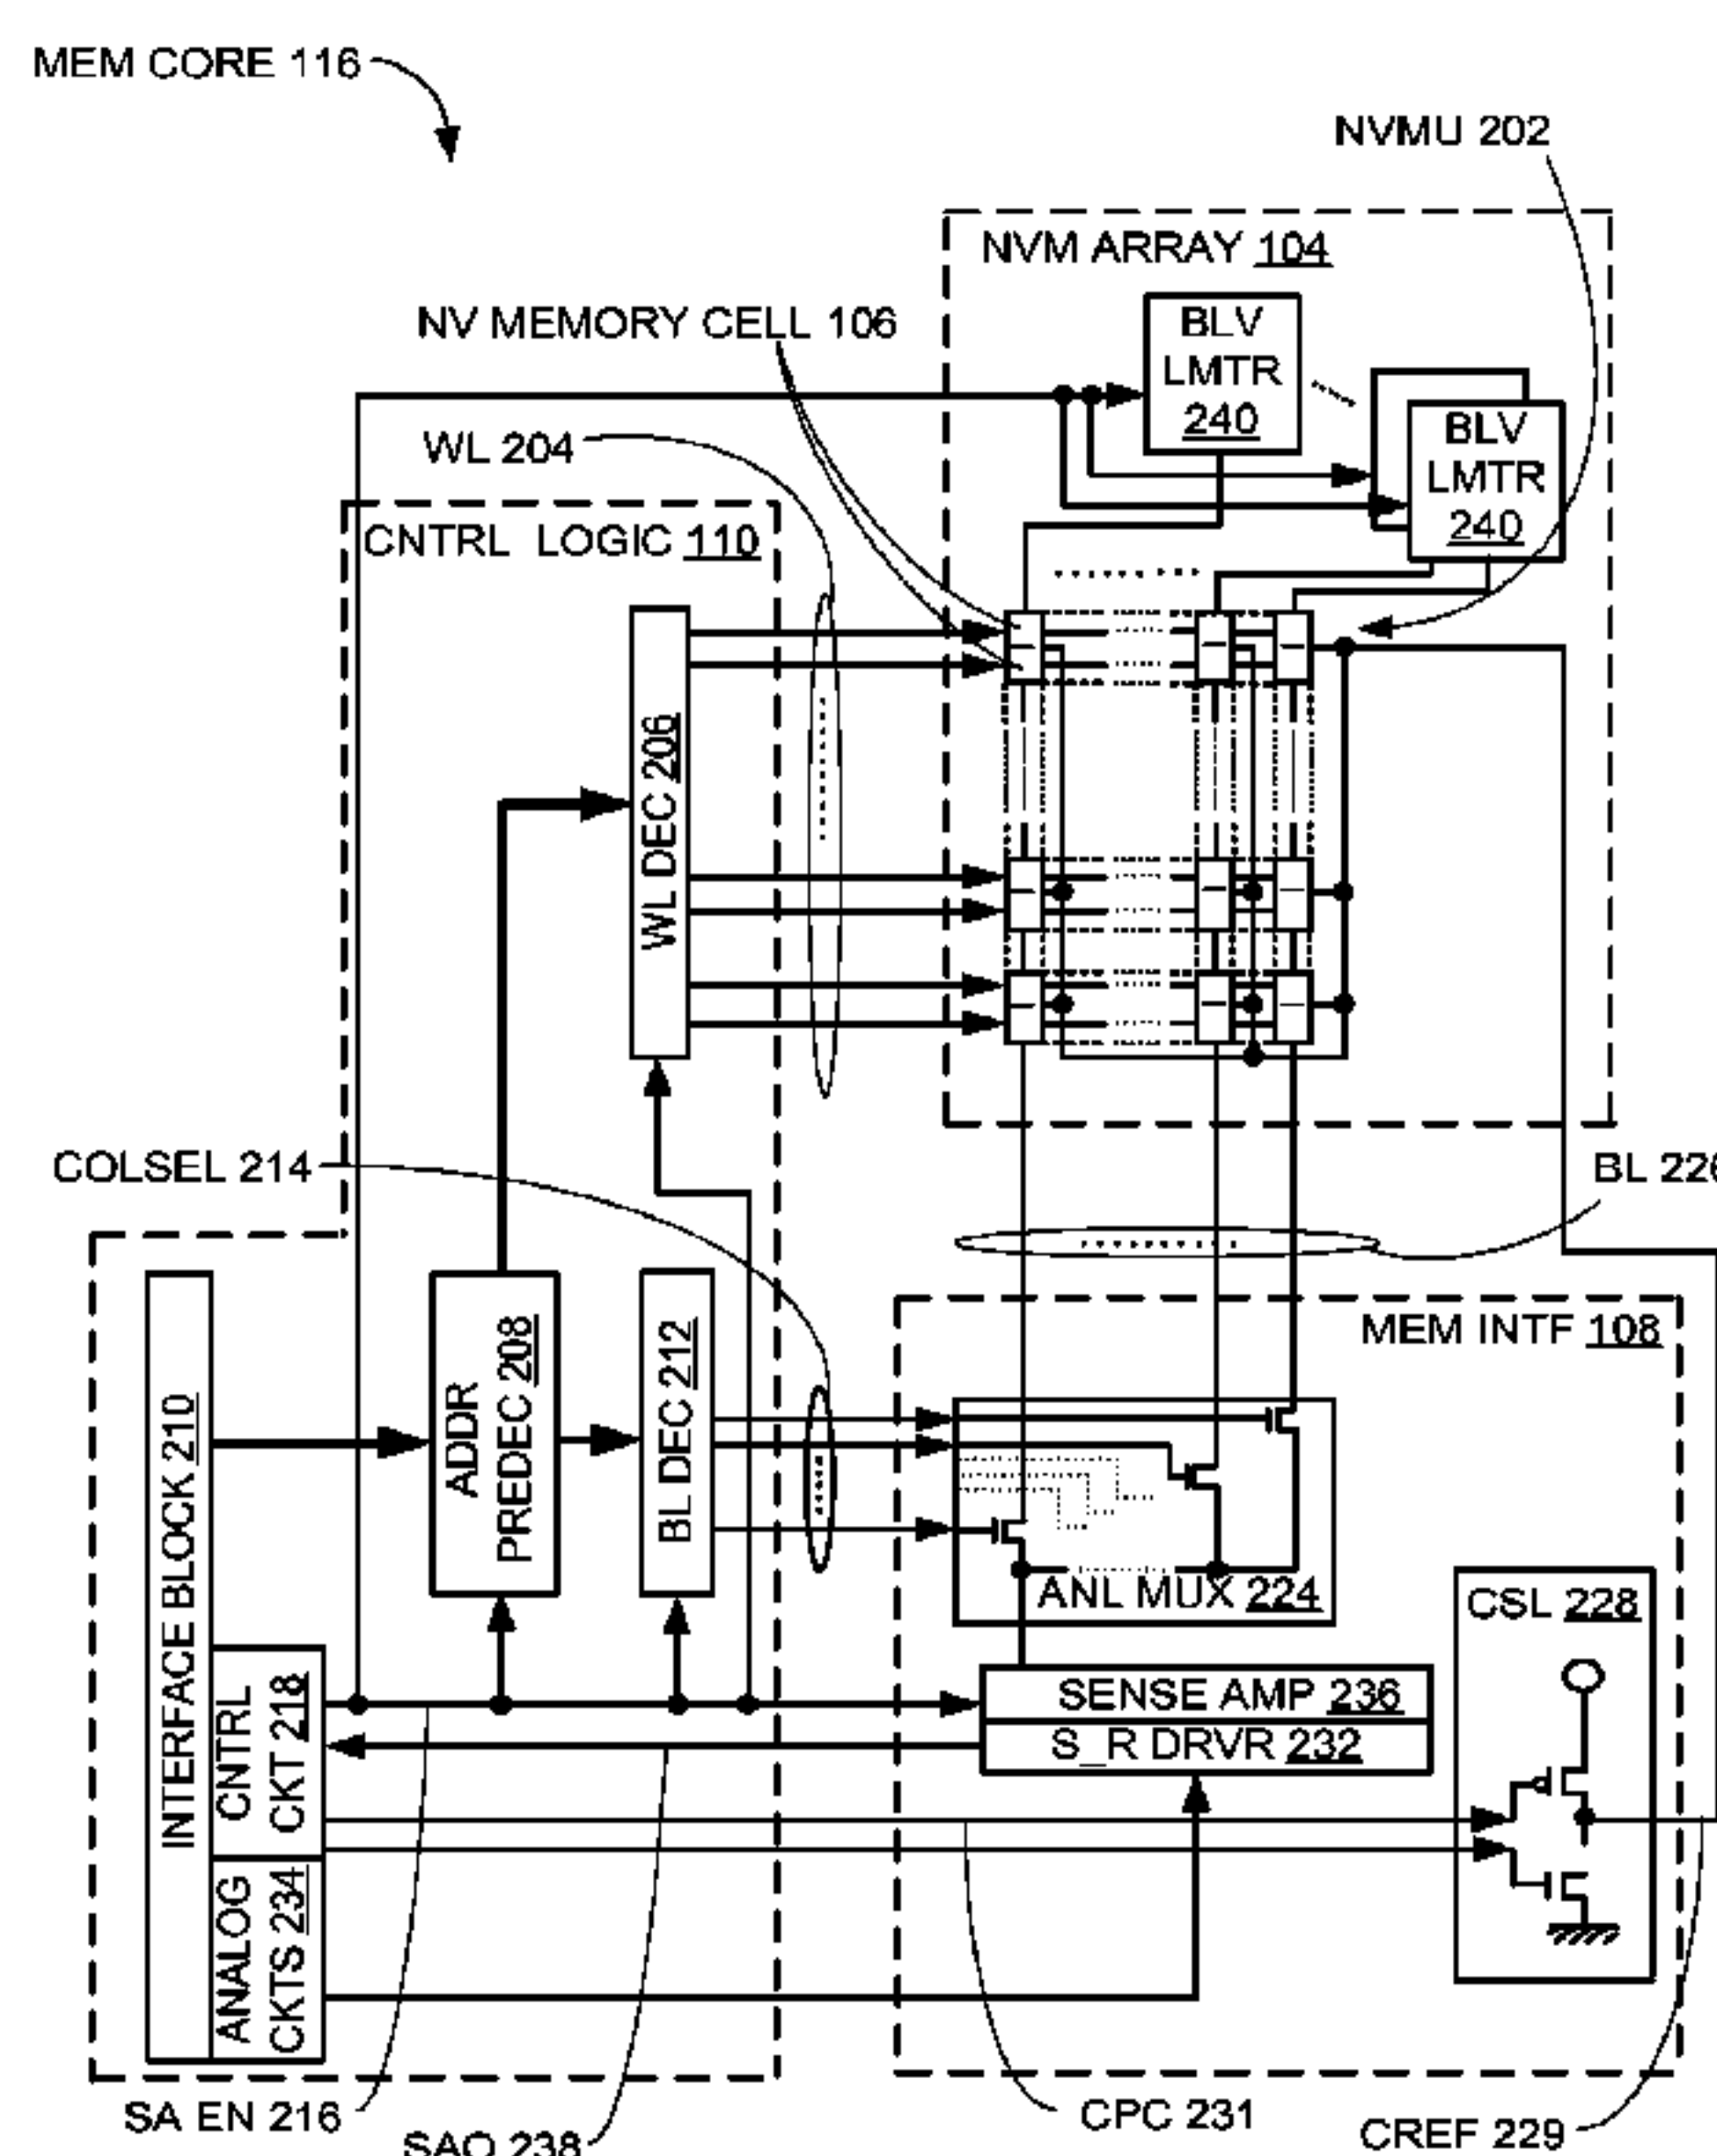 MEM CORE 116
NVMU 202
NVM ARRAY 104
NV MEMORY CELL 106
BLV
LMTR
240
BLV
LMTR
240
WL 204
CNTRL LOGIC 110
WL DEC 206
COLSEL 214
BL 226
MEM INTF 108
INTERFACE BLOCK 210
ADDR
PREDEC 208
BL DEC 212
ANL MUX 224
CSL 228
CNTRL
CKT 218
SENSE AMP 236
S_R DRVR 232
ANALOG
CKTS 234
SA EN 216
SAO 238
CPC 231
CREF 229